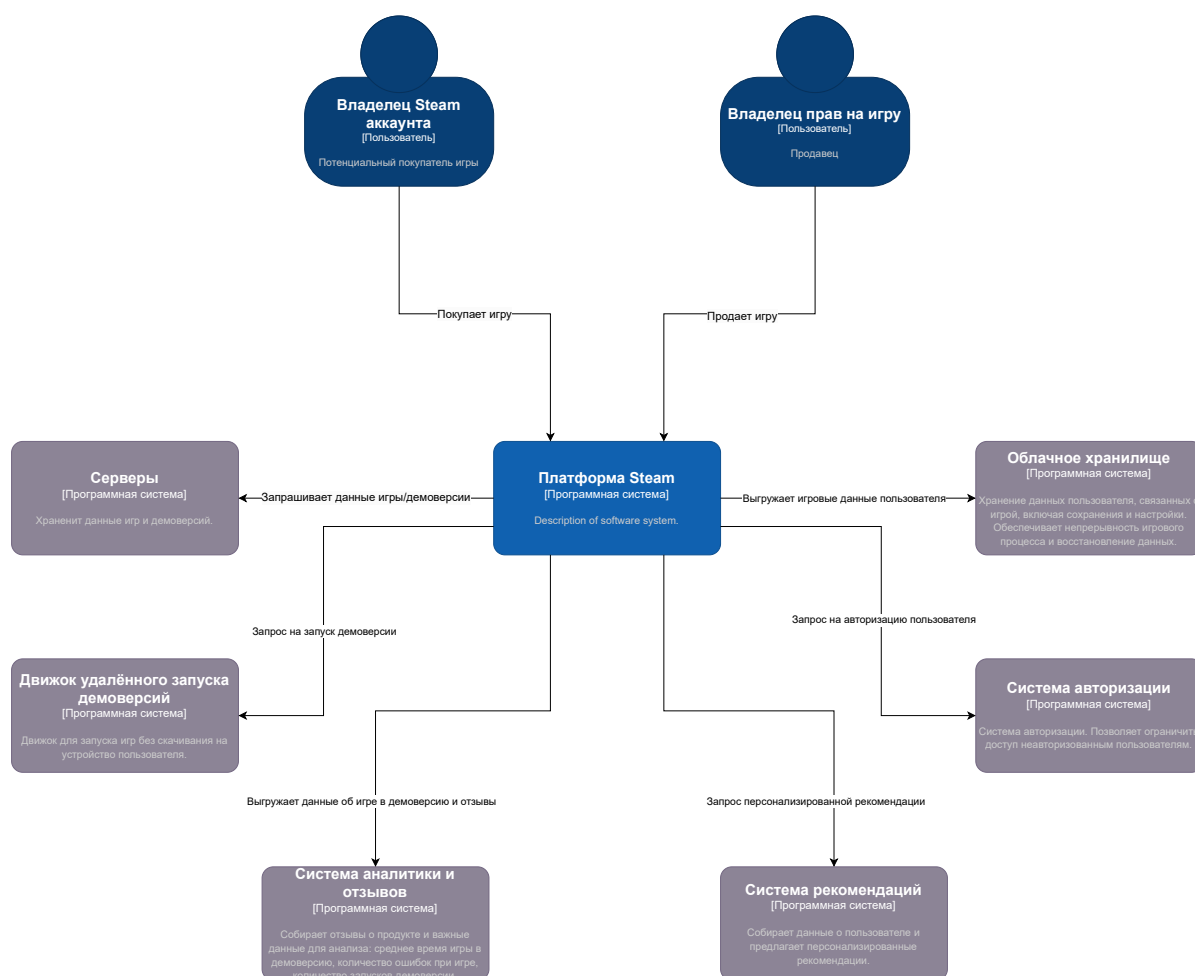 Владелец Steam
аккаунта
[Пользователь]
Потенциальный покупатель игры
Владелец прав на игру
[Пользователь]
Продавец
Покупает игру
Продает игру
Серверы
[Программная система]
Храненит данные игр и демоверсий.
Запрашивает данные игры/демоверсии
Платформа Steam
[Программная система]
Description of software system.
Выгружает игровые данные пользователя
Облачное хранилище
[Программная система]
Хранение данных пользователя, связанных с
игрой, включая сохранения и настройки.
Обеспечивает непрерывность игрового
процесса и восстановление данных.
Запрос на запуск демоверсии
Запрос на авторизацию пользователя
Движок удалённого запуска
демоверсий
[Программная система]
Движок для запуска игр без скачивания на
устройство пользователя.
Система авторизации
[Программная система]
Система авторизации. Позволяет ограничить
доступ неавторизованным пользователям.
Выгружает данные об игре в демоверсию и отзывы
Запрос персонализированной рекомендации
Система аналитики и
отзывов
[Программная система]
Собирает отзывы о продукте и важные
данные для анализа: среднее время игры в
демоверсию, количество ошибок при игре,
количество запусков демоверсии
Система рекомендаций
[Программная система]
Собирает данные о пользователе и
предлагает персонализированные
рекомендации.